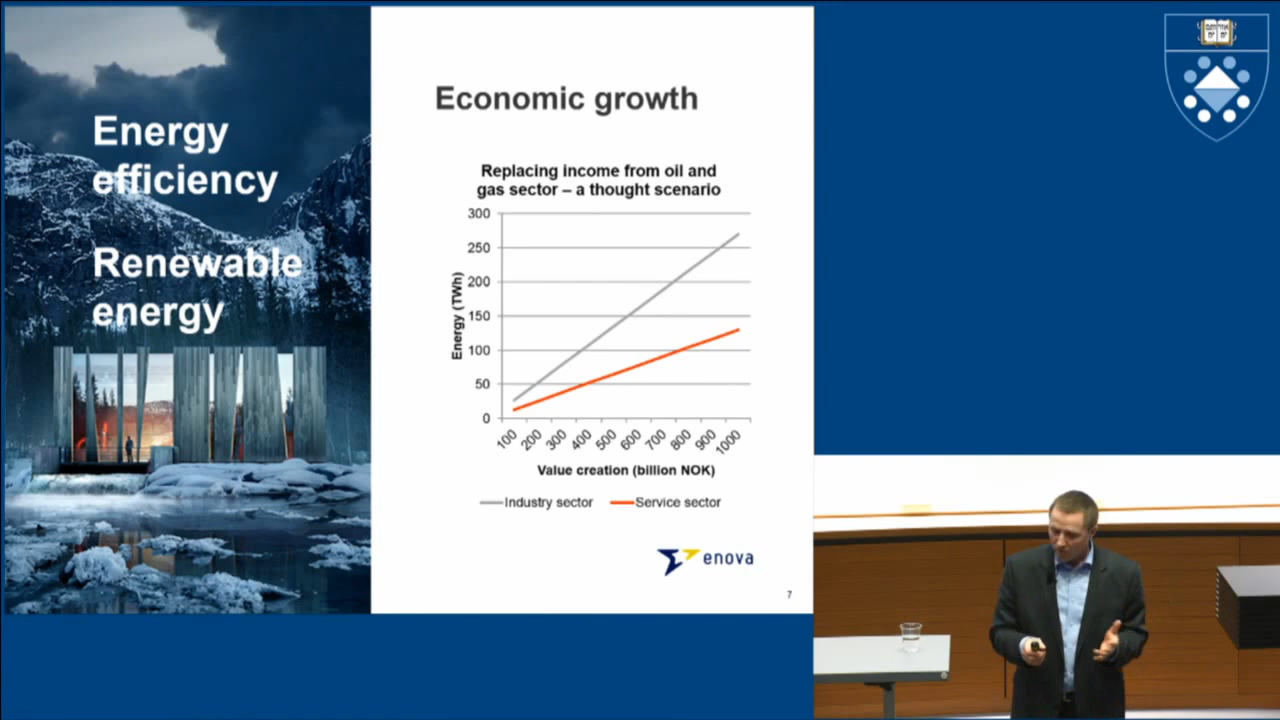 Energy
efficiency
Renewable
energy
Economic growth
Replacing income from oil and
gas sector – a thought scenario
300
250
200
150
100
50
0
Energy (TWh)
100
200
300
400
500
600
700
800
900
1000
Value creation (billion NOK)
Industry sector
Service sector
enova
7